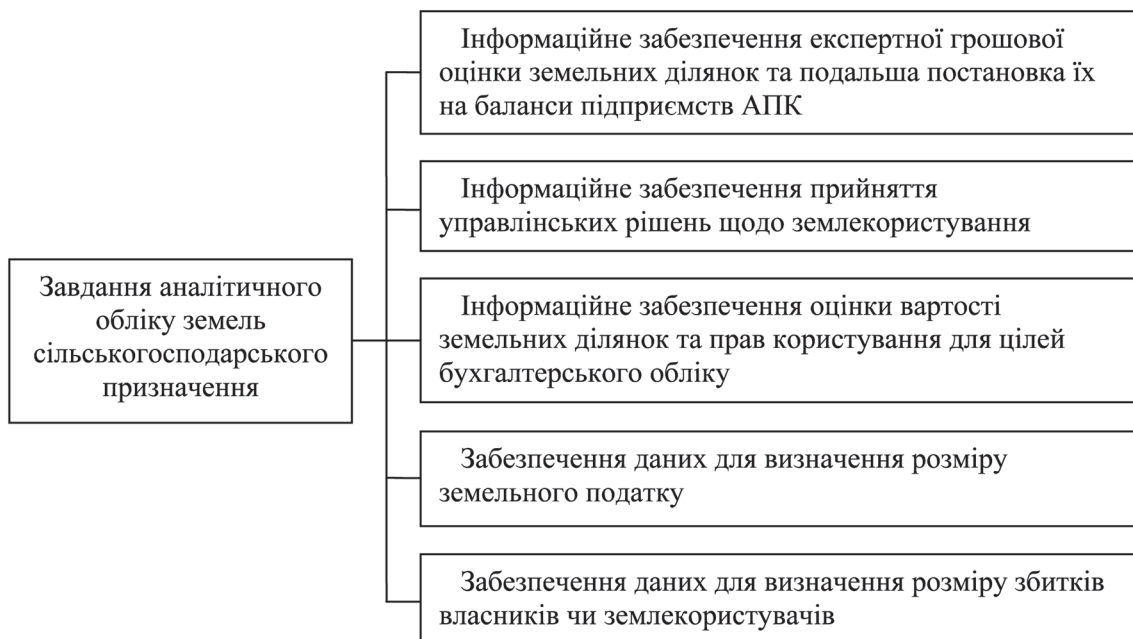 Інформаційне забезпечення експертної грошової
оцінки земельних ділянок та подальша постановка їх
на баланси підприємств АПК
Інформаційне забезпечення прийняття
управлінських рішень щодо землекористування
Завдання аналітичного
обліку земель
сільськогосподарського
призначення
Інформаційне забезпечення оцінки вартості
земельних ділянок та прав користування для цілей
бухгалтерського обліку
Забезпечення даних для визначення розміру
земельного податку
Забезпечення даних для визначення розміру збитків
власників чи землекористувачів